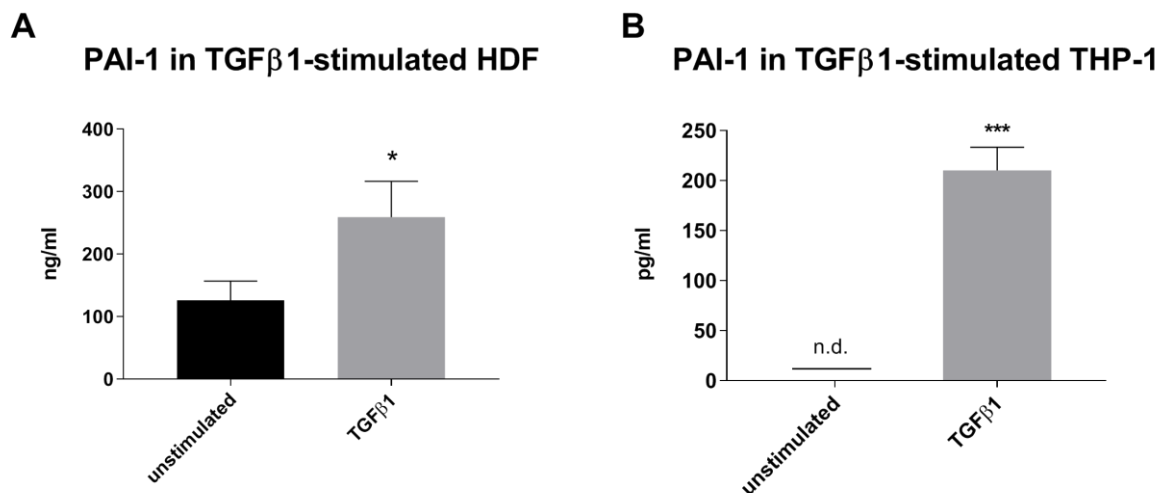 A
PAI-1 in TGFβ1-stimulated HDF
400
300
200
100
0
ng/ml
*
unstimulated
TGFβ1
B
PAI-1 in TGFβ1-stimulated THP-1
250
200
150
100
50
0
pg/ml
n.d.
***
unstimulated
TGFβ1